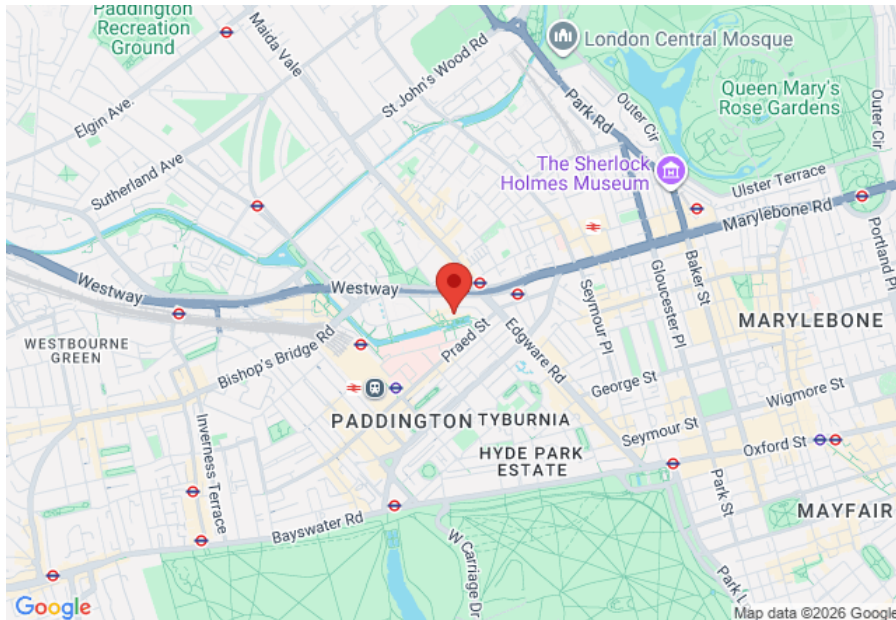 Paddington
Recreation
Ground
Maida Vale
St John's Wood Rd
London Central Mosque
Outer Cir
Queen Mary's
Rose Gardens
Outer Cir
Elgin Ave.
Park Rd
The Sherlock
Holmes Museum
Ulster Terrace
Sutherland Ave
Marylebone Rd
Portland Pl
Westway
Westway
Baker St
Gloucester Pl
Seymour Pl
MARYLEBONE
WESTBOURNE
GREEN
Bishop's Bridge Rd
Praed St
Edgware Rd
George St
Wigmore St
PADDINGTON
TYBURNIA
Seymour St
Oxford St
HYDE PARK
ESTATE
Inverness Terrace
Park St
MAYFAIR
Bayswater Rd
W Carriage Dr
Park L
Google
Map data ©2026 Google